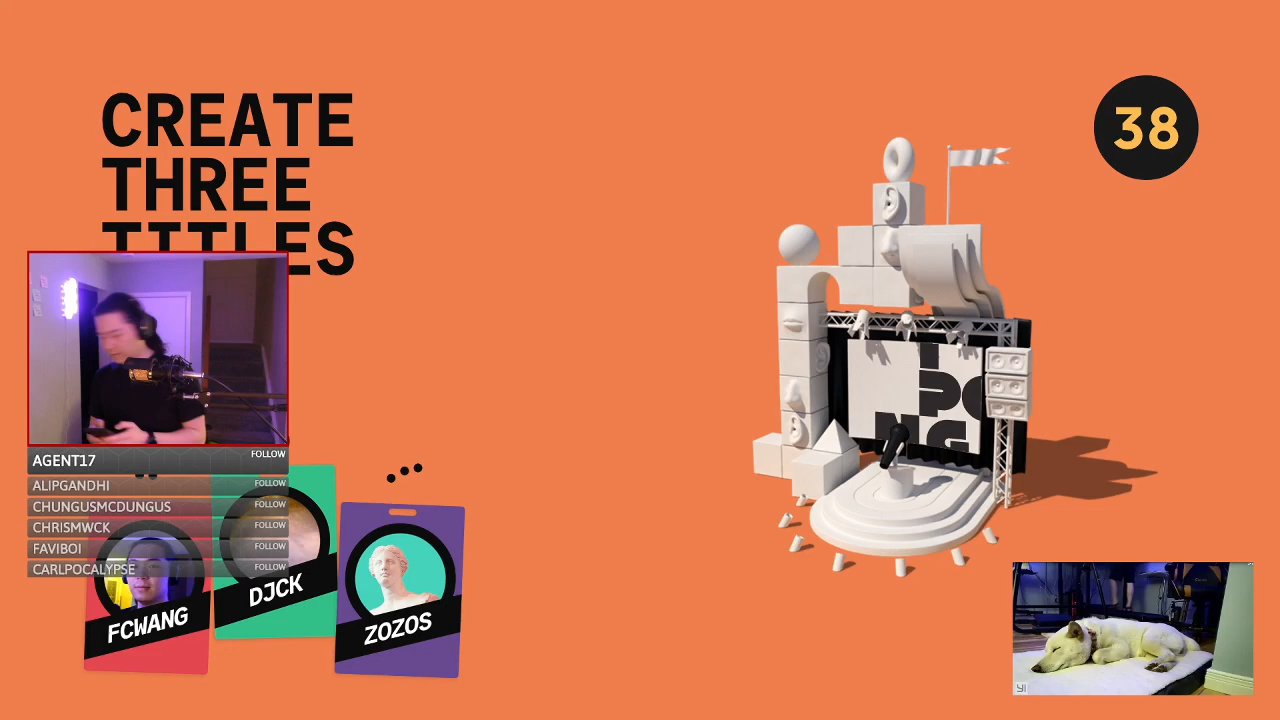 CREATE
THREE
TITLES
38
AGENT17 FOLLOW
ALIPGANDHI FOLLOW
CHUNGUSMCDUNGUS FOLLOW
CHRISMWCK FOLLOW
FAVIBOI FOLLOW
CARLPOCALYPSE FOLLOW
FCWANG
DJCK
ZOZOS
YI